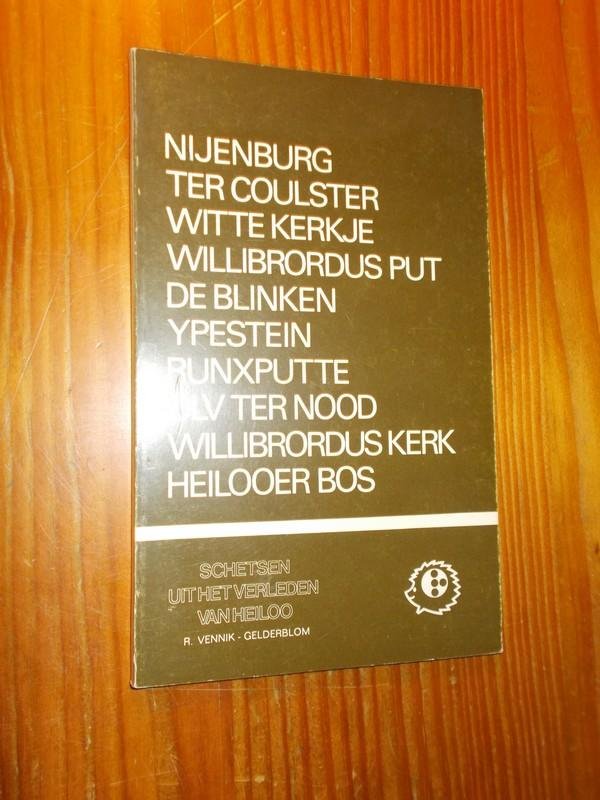 NIJENBURG
TER COULSTER
WITTE KERKJE
WILLIBRORDUS PUT
DE BLINKEN
YPESTEIN
RUNXPUTTE
OLV TER NOOD
WILLIBRORDUS KERK
HEILOOER BOS
SCHETSEN
UIT HET VERLEDEN
VAN HEILOO
R. VENNIK - GELDERBLOM